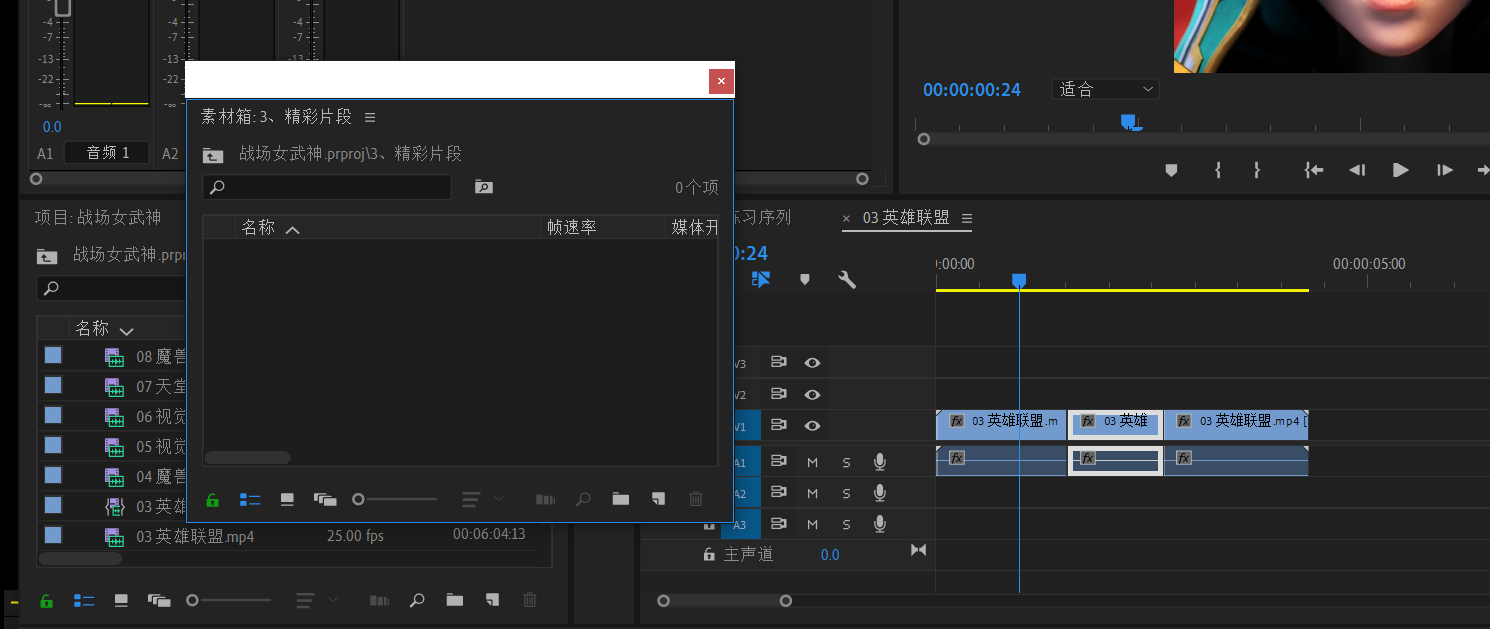 -4
-7
-13
-22
-∞
-4
-7
-13
-22
-∞
-4
-7
-13
0.0
A1
音频 1
A2
素材箱: 3、精彩片段
战场女武神.prproj\3、精彩片段
0个项
名称
帧速率
媒体开
项目: 战场女武神
战场女武神.prpr
名称
08 魔兽
07 天堂
06 视觉
05 视觉
04 魔兽
03 英雄
03 英雄联盟.mp4
25.00 fps
00:06:04:13
00:00:00:24
适合
练习序列
× 03 英雄联盟
0:24
:00:00
00:00:05:00
V3
V2
V1
03 英雄联盟.m
03 英雄
03 英雄联盟.mp4 [
fx
fx
fx
A1
M
S
fx
fx
fx
A2
M
S
A3
M
S
主声道
0.0